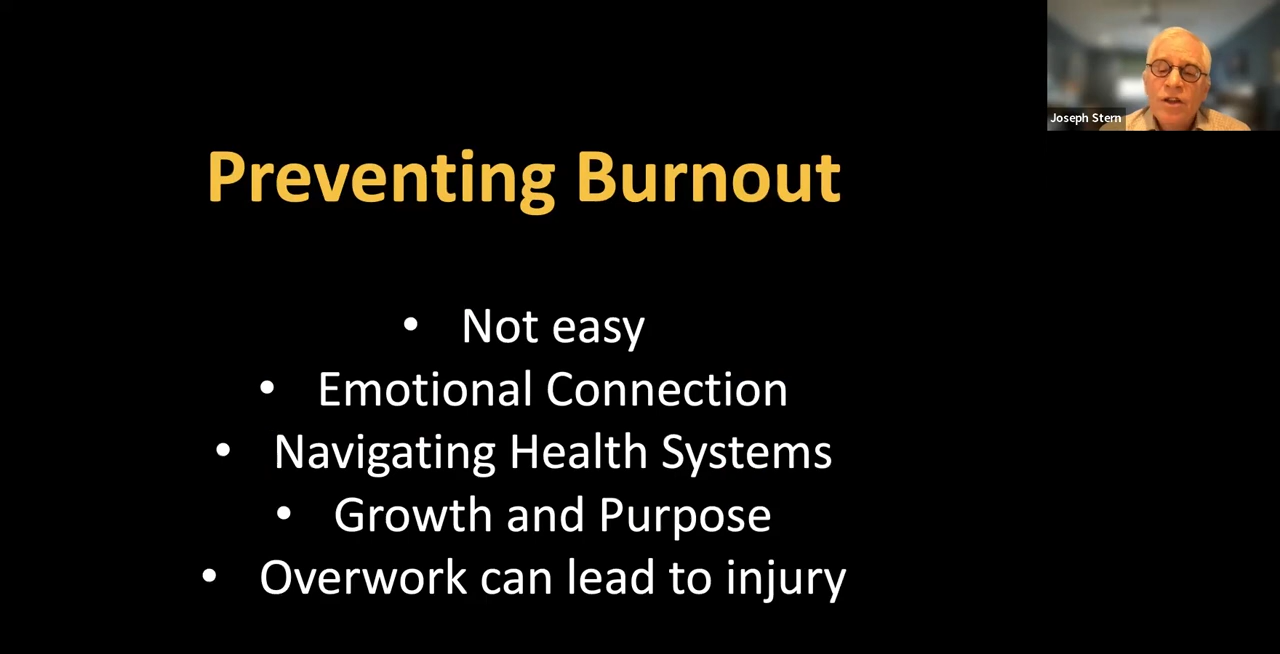 Joseph Stern
Preventing Burnout
• Not easy
• Emotional Connection
• Navigating Health Systems
• Growth and Purpose
• Overwork can lead to injury